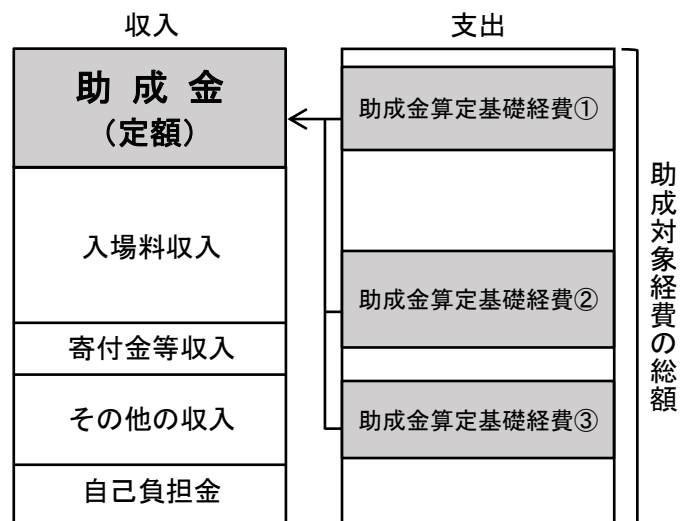 収入
助成金
（定額）
入場料収入
寄付金等収入
その他の収入
自己負担金
支出
助成金算定基礎経費①
助成金算定基礎経費②
助成金算定基礎経費③
助成対象経費の総額